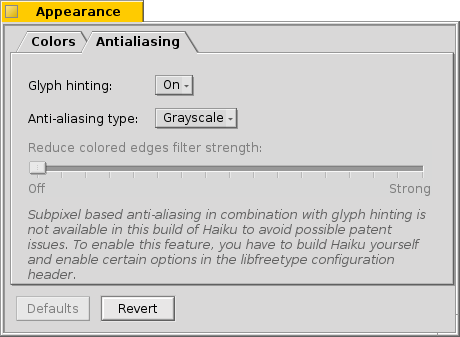 Appearance
Colors Antialiasing
Glyph hinting: On
Anti-aliasing type: Grayscale
Reduce colored edges filter strength:
Off Strong
Subpixel based anti-aliasing in combination with glyph hinting is
not available in this build of Haiku to avoid possible patent
issues. To enable this feature, you have to build Haiku yourself
and enable certain options in the libfreetype configuration
header.
Defaults Revert